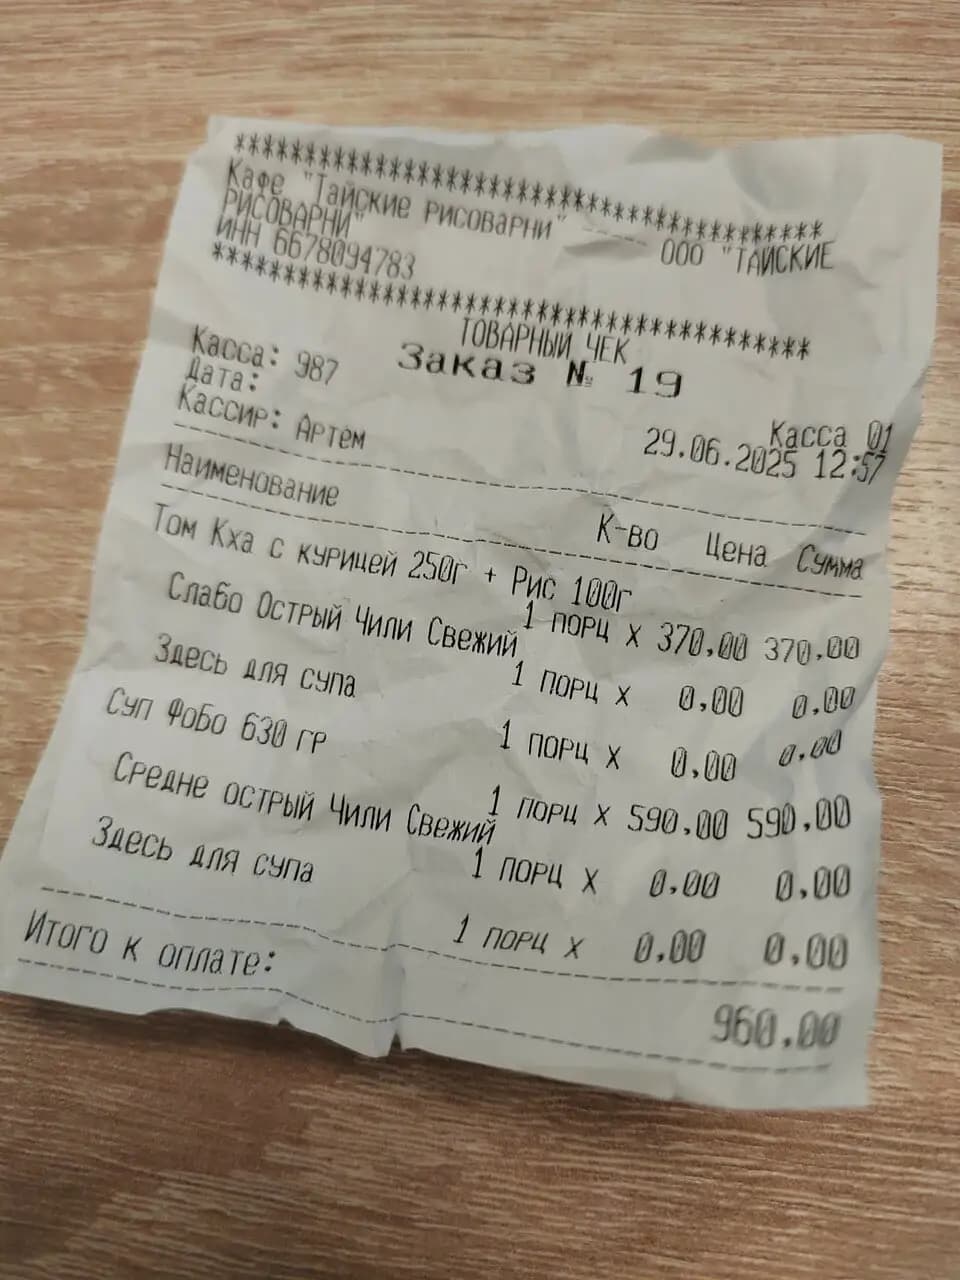 ****************************************
Кафе "Тайские рисоварни" ---- ООО "ТАЙСКИЕ
РИСОВАРНИ"
ИНН 6678094783
****************************************
ТОВАРНЫЙ ЧЕК
Заказ № 19
Касса: 987 Касса 01
Дата: 29.06.2025 12:57
Кассир: Артем
Наименование К-во Цена Сумма
Том Кха с курицей 250г + Рис 100г
1 порц х 370,00 370,00
Слабо Острый Чили Свежий
1 порц х 0,00 0,00
Здесь для супа
1 порц х 0,00 0,00
Суп ФоБо 630 гр
1 порц х 590,00 590,00
Средне острый Чили Свежий
1 порц х 0,00 0,00
Здесь для супа
1 порц х 0,00 0,00
Итого к оплате:
960.00